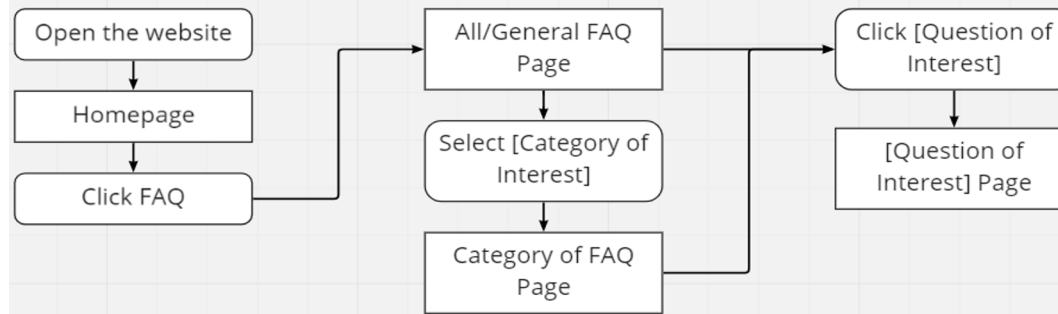 Open the website
Homepage
Click FAQ
All/General FAQ
Page
Select [Category of
Interest]
Category of FAQ
Page
Click [Question of
Interest]
[Question of
Interest] Page